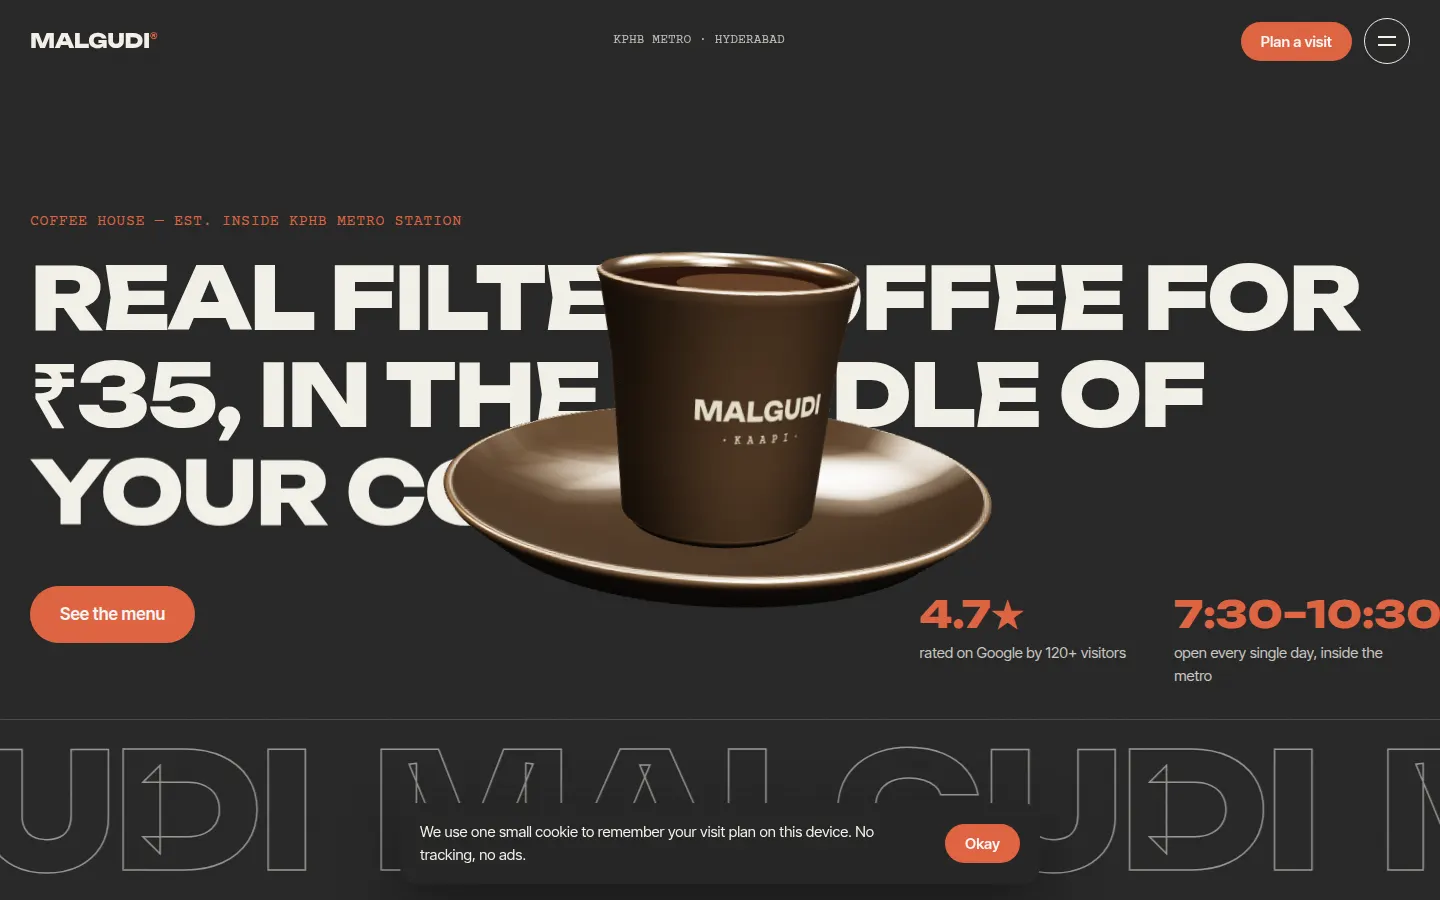 MALGUDI®
KPHB METRO · HYDERABAD
Plan a visit
COFFEE HOUSE — EST. INSIDE KPHB METRO STATION
REAL FILTE OFFEE FOR
₹35, IN THE DLE OF
YOUR CO
MALGUDI
· KAAPI ·
See the menu
4.7★
rated on Google by 120+ visitors
7:30–10:30
open every single day, inside the
metro
UDI MALGUDI
We use one small cookie to remember your visit plan on this device. No
tracking, no ads.
Okay